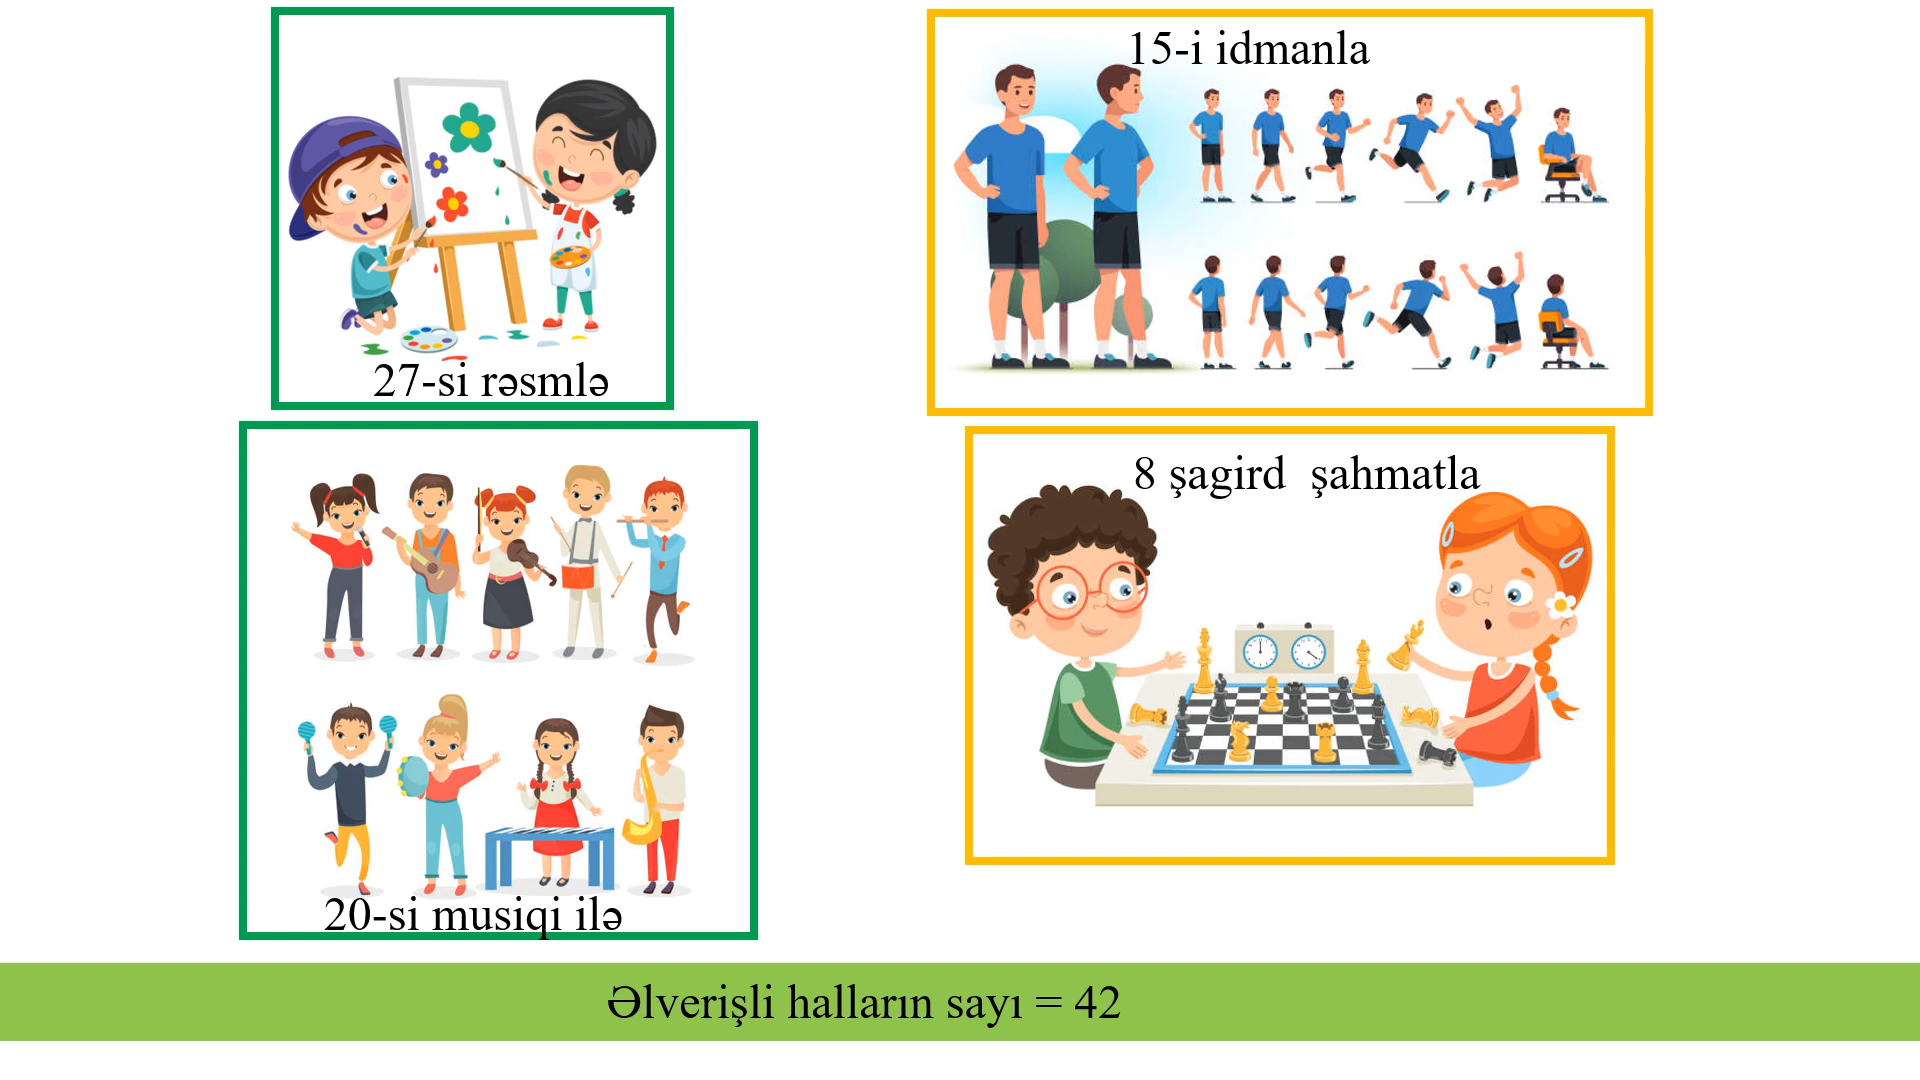 27-si rəsmlə
15-i idmanla
20-si musiqi ilə
8 şagird şahmatla
Əlverişli halların sayı = 42